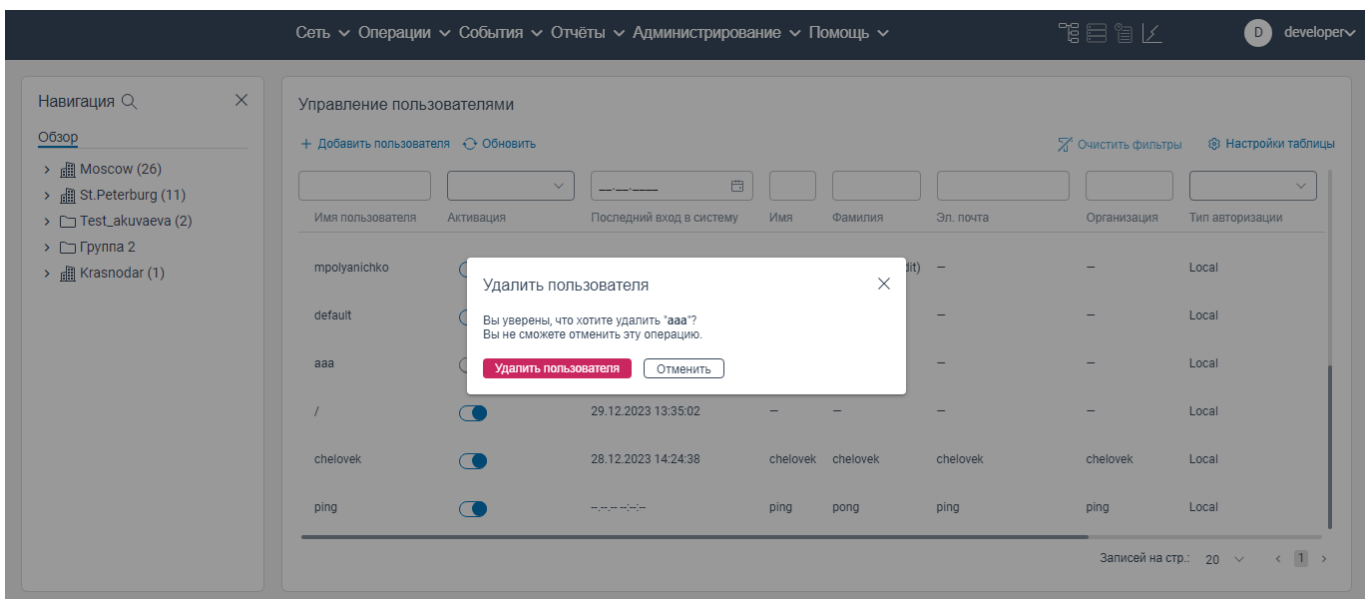 Сеть Операции События Отчёты Администрирование Помощь D developer
Навигация
Обзор
Moscow (26)
St.Peterburg (11)
Test_akuvaeva (2)
Группа 2
Krasnodar (1)
Управление пользователями
+ Добавить пользователя Обновить Очистить фильтры Настройки таблицы
__.__.____
Имя пользователя Активация Последний вход в систему Имя Фамилия Эл. почта Организация Тип авторизации
mpolyanichko dit) – – Local
default – – Local
aaa – – Local
/ 29.12.2023 13:35:02 – – – – Local
chelovek 28.12.2023 14:24:38 chelovek chelovek chelovek chelovek Local
ping --.--.-- --:--:-- ping pong ping ping Local
Удалить пользователя
Вы уверены, что хотите удалить "aaa"?
Вы не сможете отменить эту операцию.
Удалить пользователя Отменить
Записей на стр.: 20 < 1 >